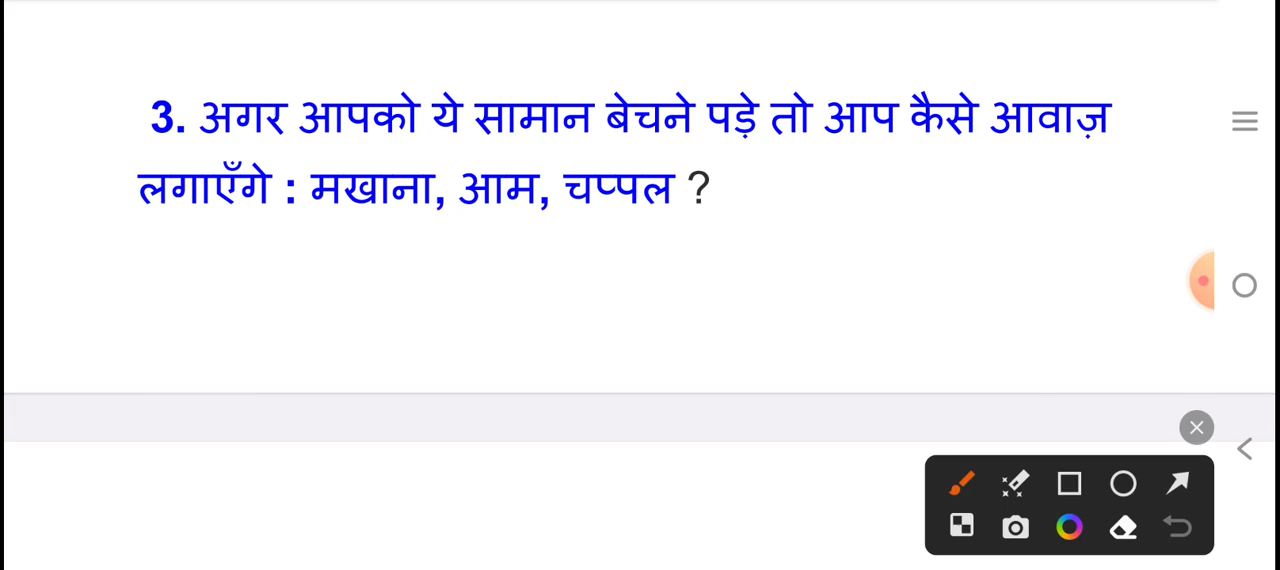 3. अगर आपको ये सामान बेचने पड़े तो आप कैसे आवाज़
लगाएँगे : मखाना, आम, चप्पल ?